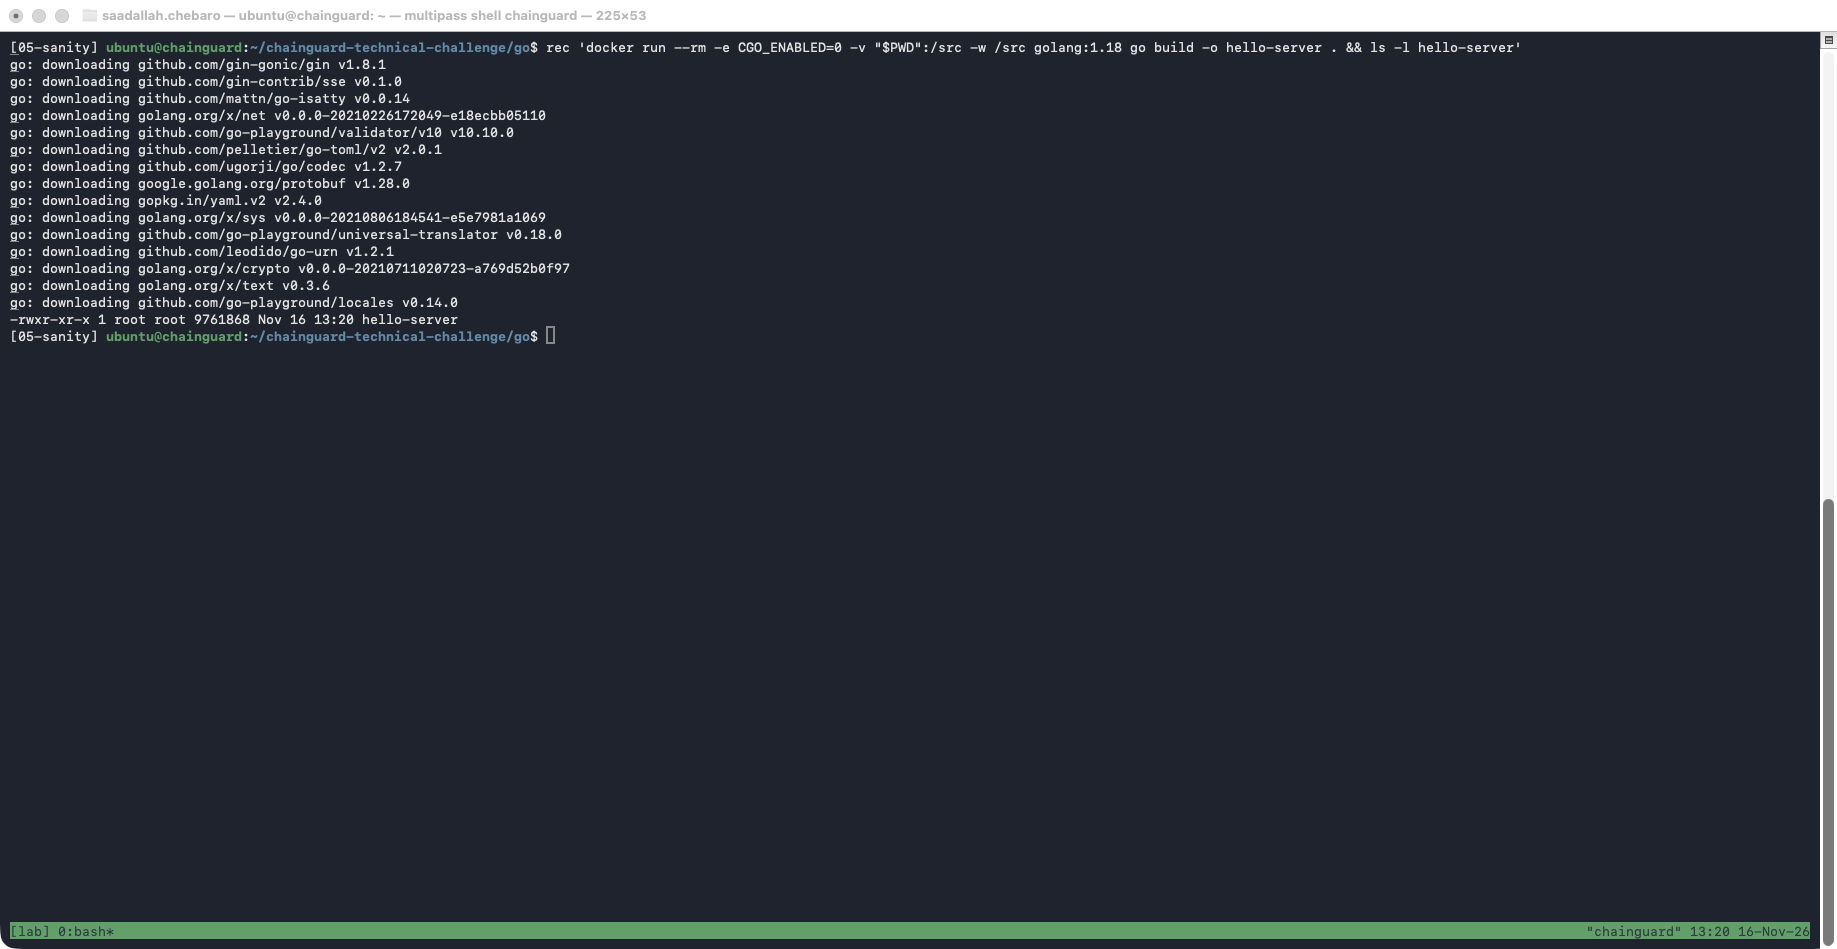 saadallah.chebaro — ubuntu@chainguard: ~ — multipass shell chainguard — 225×53
[05-sanity] ubuntu@chainguard:~/chainguard-technical-challenge/go$ rec 'docker run --rm -e CGO_ENABLED=0 -v "$PWD":/src -w /src golang:1.18 go build -o hello-server . && ls -l hello-server'
go: downloading github.com/gin-gonic/gin v1.8.1
go: downloading github.com/gin-contrib/sse v0.1.0
go: downloading github.com/mattn/go-isatty v0.0.14
go: downloading golang.org/x/net v0.0.0-20210226172049-e18ecbb05110
go: downloading github.com/go-playground/validator/v10 v10.10.0
go: downloading github.com/pelletier/go-toml/v2 v2.0.1
go: downloading github.com/ugorji/go/codec v1.2.7
go: downloading google.golang.org/protobuf v1.28.0
go: downloading gopkg.in/yaml.v2 v2.4.0
go: downloading golang.org/x/sys v0.0.0-20210806184541-e5e7981a1069
go: downloading github.com/go-playground/universal-translator v0.18.0
go: downloading github.com/leodido/go-urn v1.2.1
go: downloading golang.org/x/crypto v0.0.0-20210711020723-a769d52b0f97
go: downloading golang.org/x/text v0.3.6
go: downloading github.com/go-playground/locales v0.14.0
-rwxr-xr-x 1 root root 9761868 Nov 16 13:20 hello-server
[05-sanity] ubuntu@chainguard:~/chainguard-technical-challenge/go$
[lab] 0:bash* "chainguard" 13:20 16-Nov-26